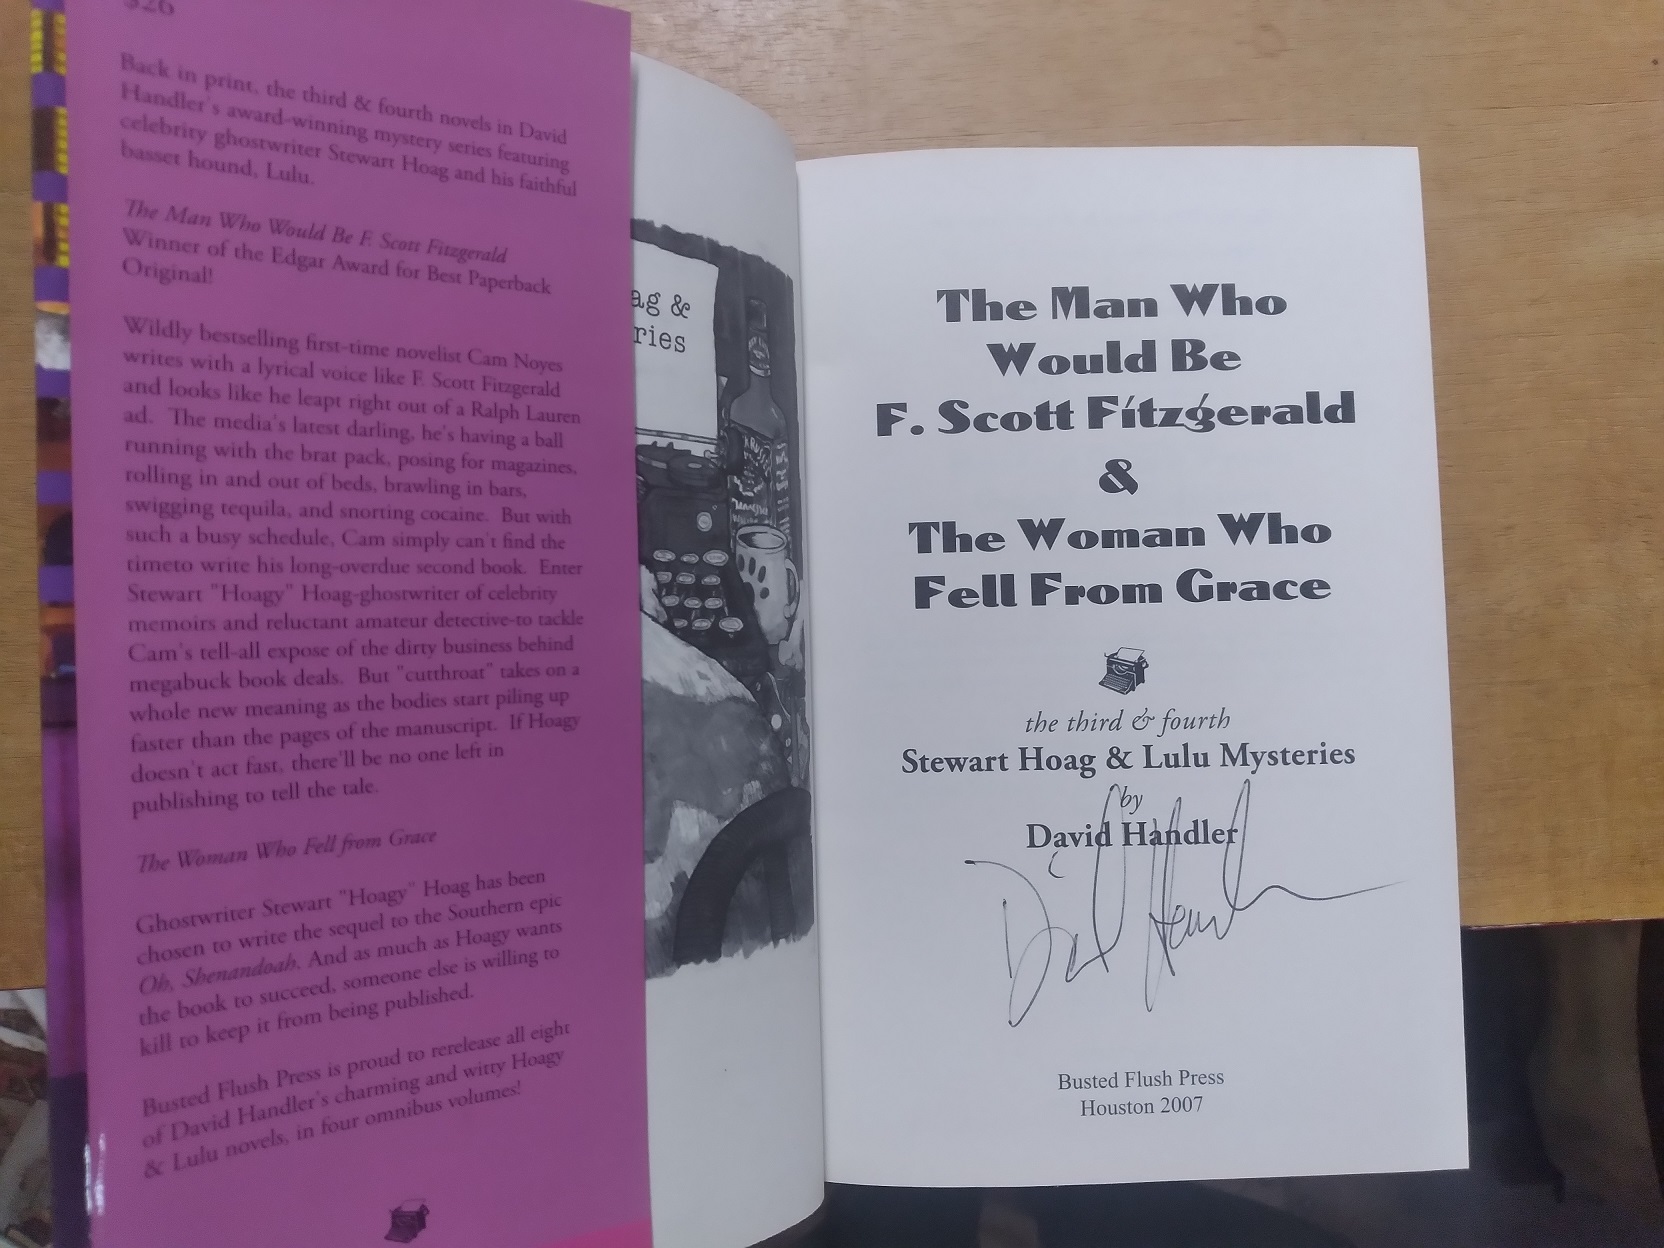 $26
Back in print, the third & fourth novels in David
Handler's award-winning mystery series featuring
celebrity ghostwriter Stewart Hoag and his faithful
basset hound, Lulu.
The Man Who Would Be F. Scott Fitzgerald
Winner of the Edgar Award for Best Paperback
Original!
Wildly bestselling first-time novelist Cam Noyes
writes with a lyrical voice like F. Scott Fitzgerald
and looks like he leapt right out of a Ralph Lauren
ad. The media's latest darling, he's having a ball
running with the brat pack, posing for magazines,
rolling in and out of beds, brawling in bars,
swigging tequila, and snorting cocaine. But with
such a busy schedule, Cam simply can't find the
timeto write his long-overdue second book. Enter
Stewart "Hoagy" Hoag-ghostwriter of celebrity
memoirs and reluctant amateur detective-to tackle
Cam's tell-all expose of the dirty business behind
megabuck book deals. But "cutthroat" takes on a
whole new meaning as the bodies start piling up
faster than the pages of the manuscript. If Hoagy
doesn't act fast, there'll be no one left in
publishing to tell the tale.
The Woman Who Fell from Grace
Ghostwriter Stewart "Hoagy" Hoag has been
chosen to write the sequel to the Southern epic
Oh, Shenandoah. And as much as Hoagy wants
the book to succeed, someone else is willing to
kill to keep it from being published.
Busted Flush Press is proud to rerelease all eight
of David Handler's charming and witty Hoagy
& Lulu novels, in four omnibus volumes!
ag &
ries
The Man Who
Would Be
F. Scott Fitzgerald
&
The Woman Who
Fell From Grace
the third & fourth
Stewart Hoag & Lulu Mysteries
by
David Handler
David Handler
Busted Flush Press
Houston 2007